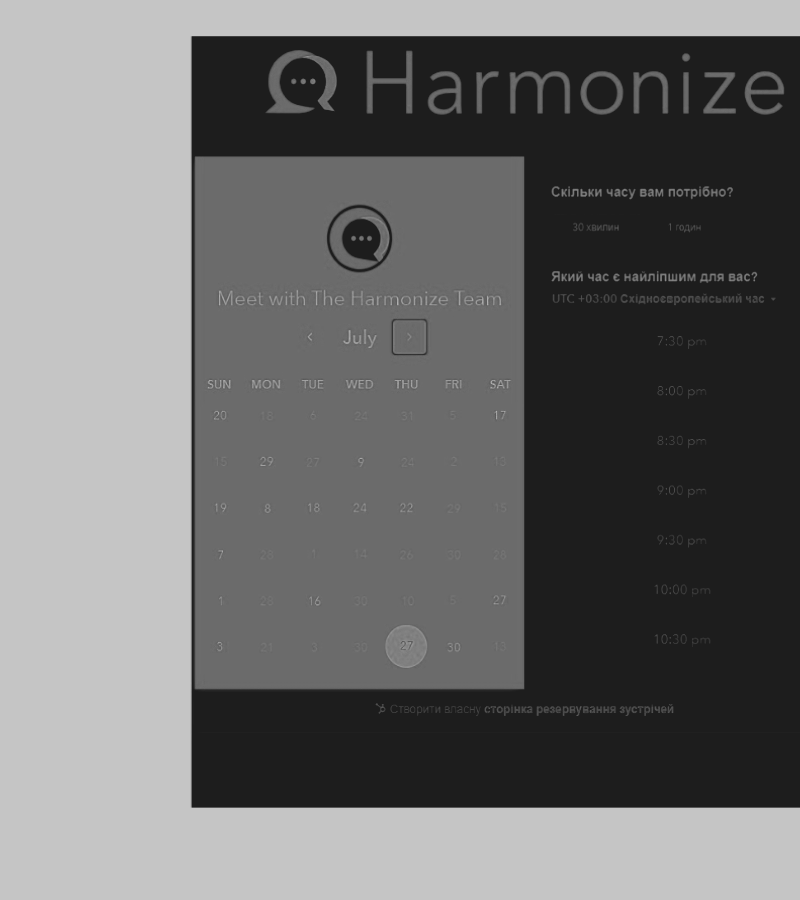 Harmonize
Meet with The Harmonize Team
July
SUN MON TUE WED THU FRI SAT
20 16 6 24 31 5 17
15 29 27 9 24 2 13
19 8 18 24 22 29 15
7 28 1 14 26 30 28
1 25 16 30 10 5 27
3 21 3 30 27 30 13
Скільки часу вам потрібно?
30 хвилин 1 годин
Який час є найліпшим для вас?
UTC +03:00 Східноєвропейський час
7:30 pm
8:00 pm
8:30 pm
9:00 pm
9:30 pm
10:00 pm
10:30 pm
Створити власну сторінка резервування зустрічей